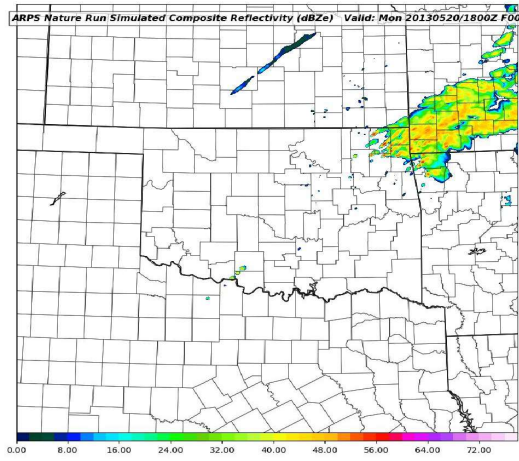 ARPS Nature Run Simulated Composite Reflectivity (dBZe) Valid: Mon 20130520/1800Z F00
0.00 8.00 16.00 24.00 32.00 40.00 48.00 56.00 64.00 72.00